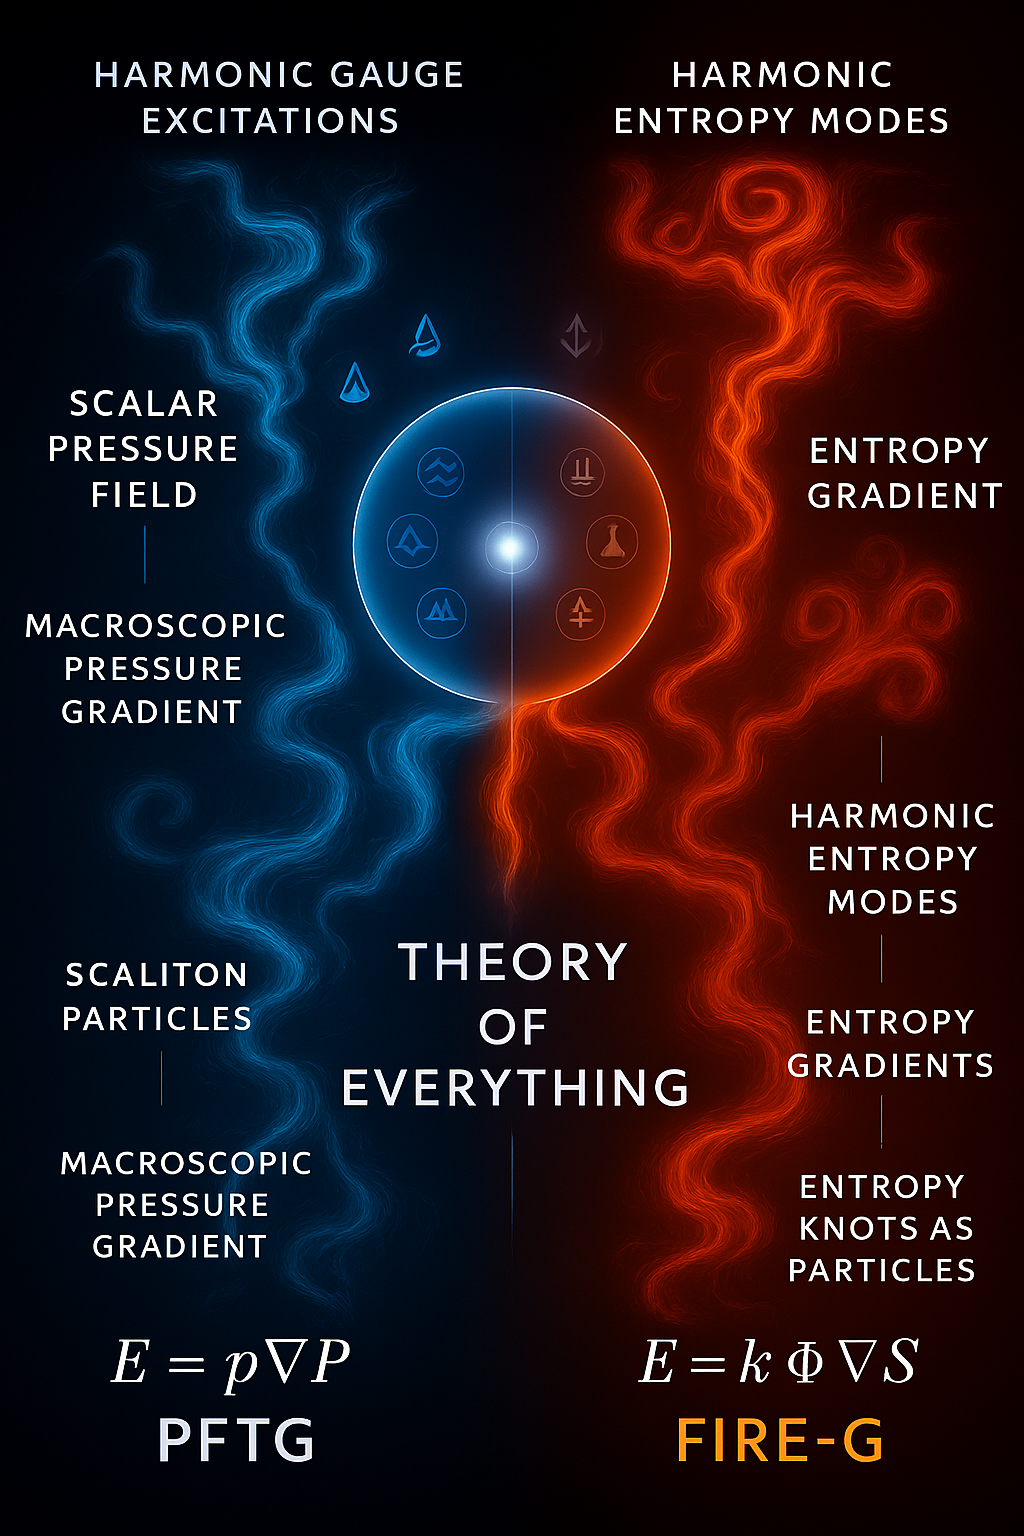 HARMONIC GAUGE
EXCITATIONS
SCALAR
PRESSURE
FIELD
MACROSCOPIC
PRESSURE
GRADIENT
SCALITON
PARTICLES
MACROSCOPIC
PRESSURE
GRADIENT
E = p∇P
PFTG
THEORY
OF
EVERYTHING
HARMONIC
ENTROPY MODES
ENTROPY
GRADIENT
HARMONIC
ENTROPY
MODES
ENTROPY
GRADIENTS
ENTROPY
KNOTS AS
PARTICLES
E = k Φ ∇S
FIRE-G